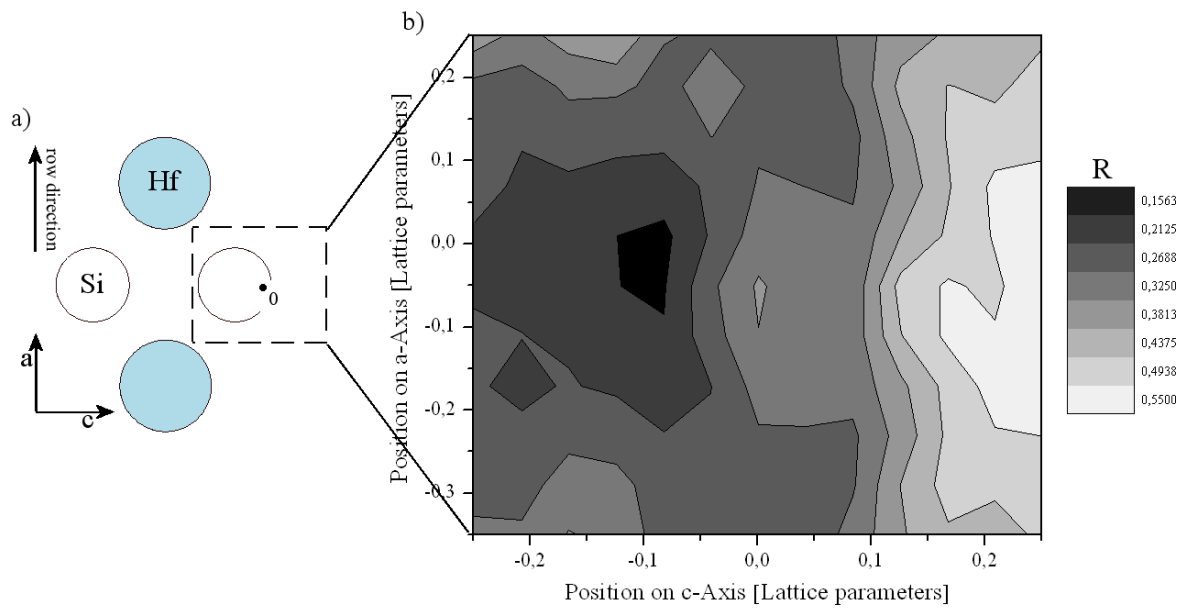 a)
row direction
Hf
Si
0
a
c
b)
Position on a-Axis [Lattice parameters]
0,2
0,1
0,0
-0,1
-0,2
-0,3
-0,2
-0,1
0,0
0,1
0,2
Position on c-Axis [Lattice parameters]
R
0,1563
0,2125
0,2688
0,3250
0,3813
0,4375
0,4938
0,5500